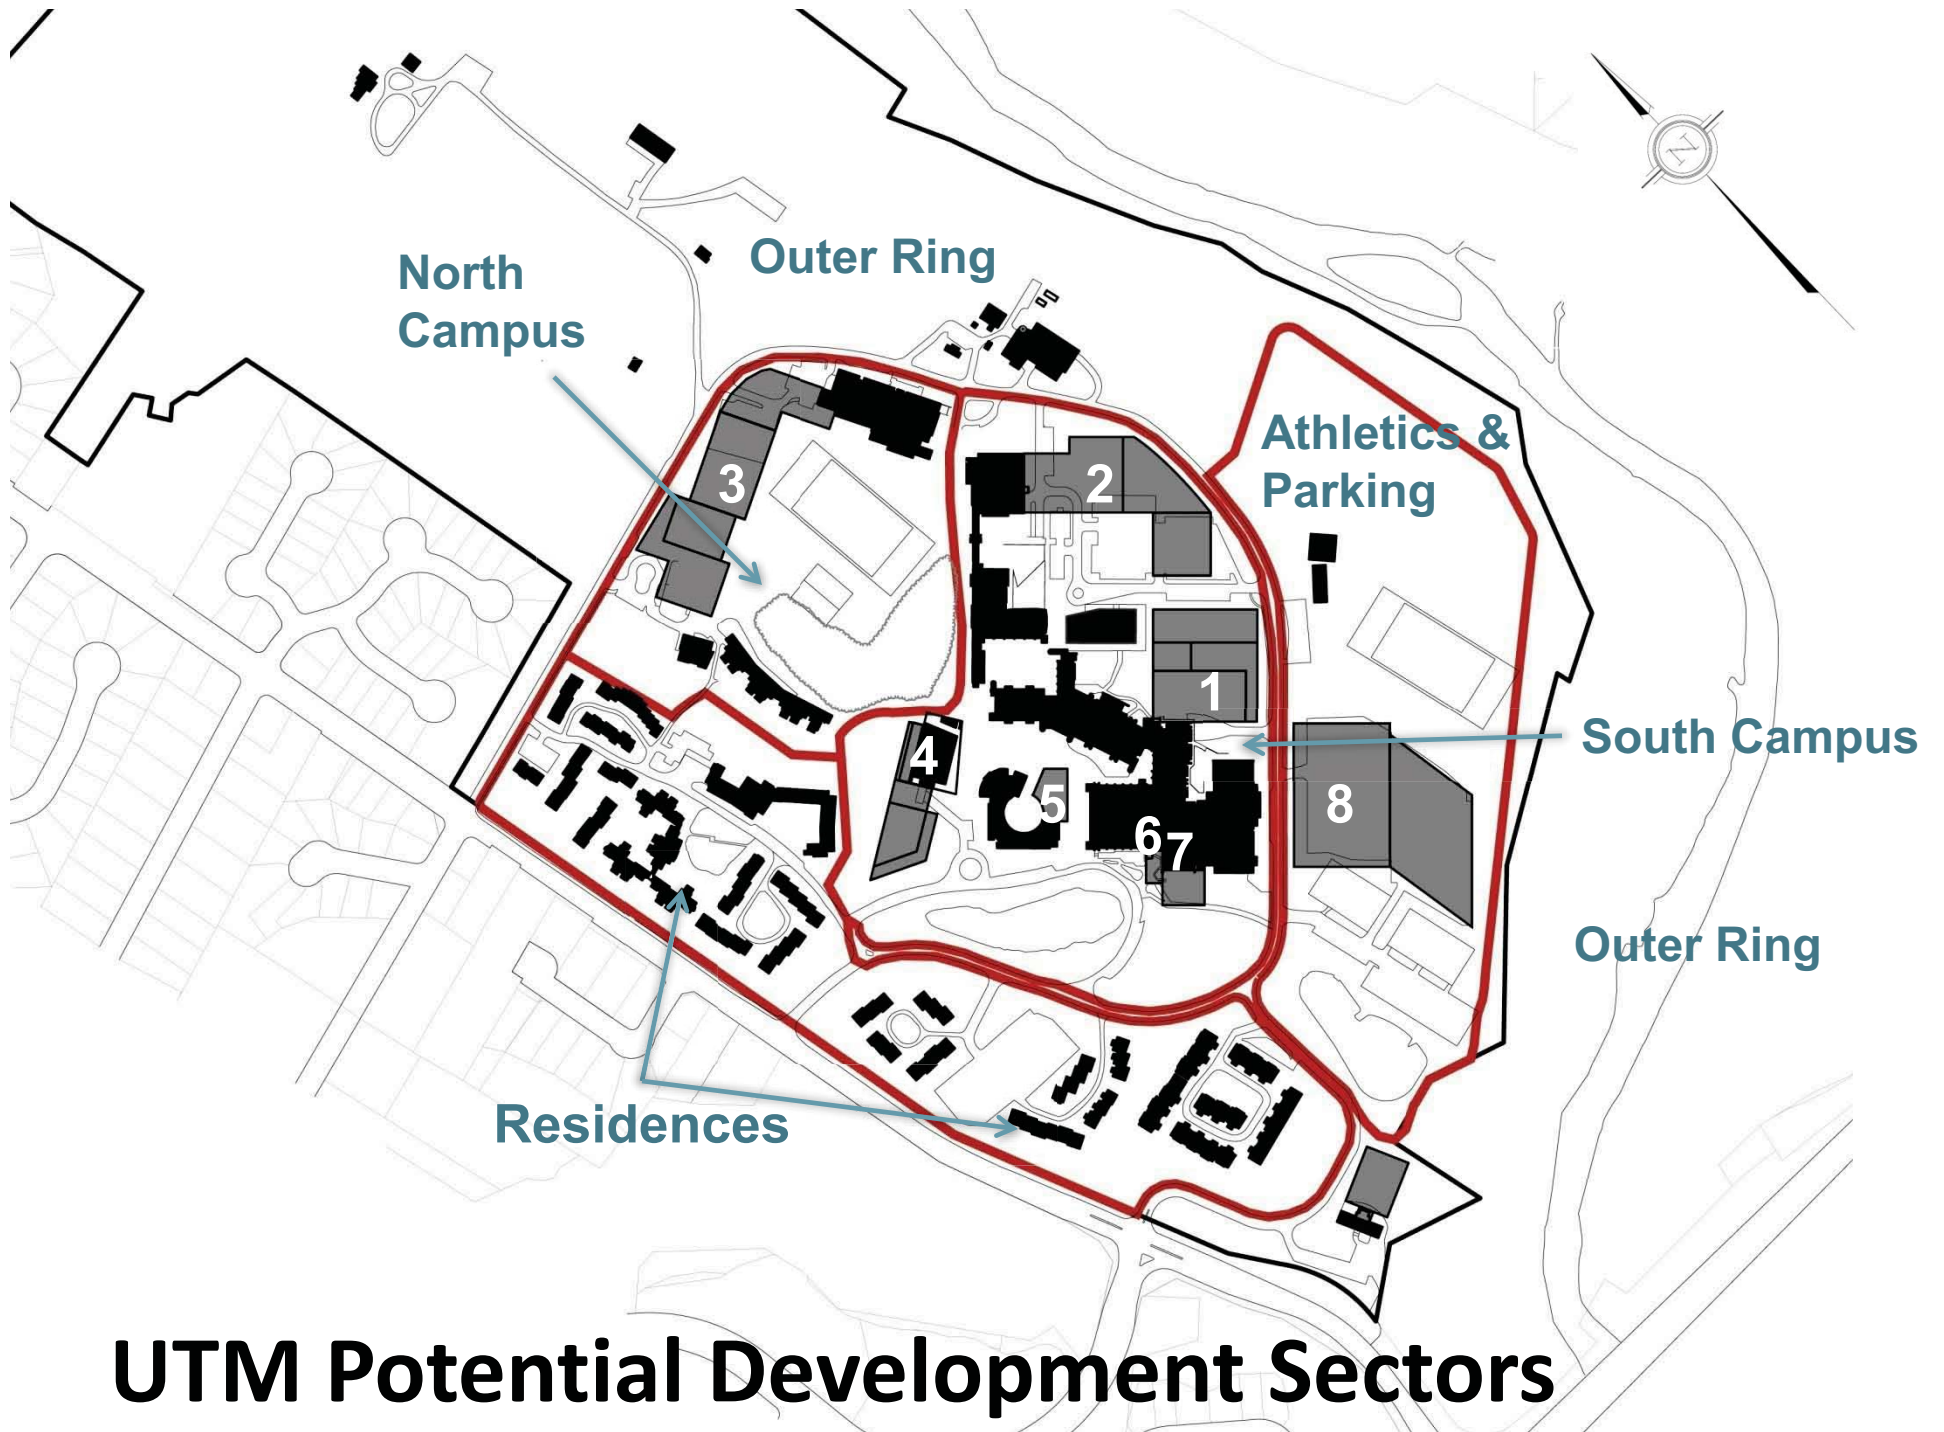 Outer Ring
North
Campus
Athletics &
Parking
3
2
1
4
5
6
7
8
South Campus
Outer Ring
Residences
N
UTM Potential Development Sectors